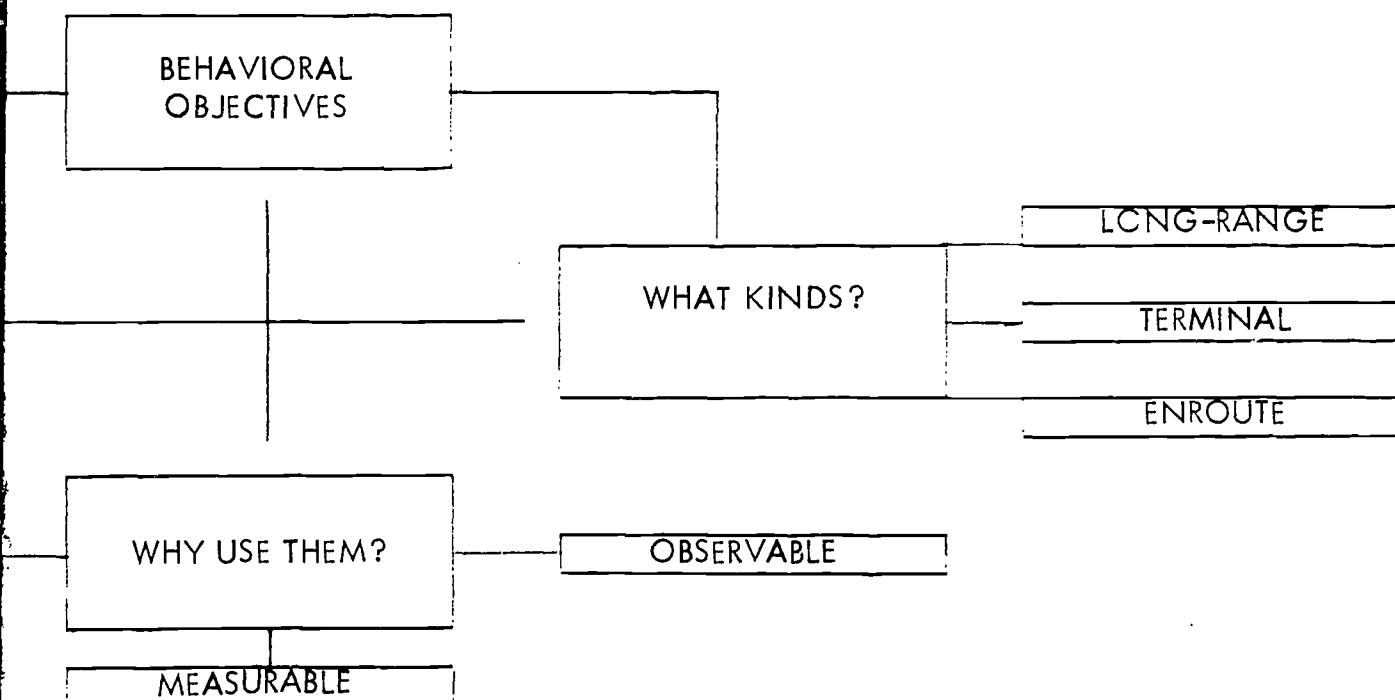 BEHAVIORAL
OBJECTIVES
LCNG-RANGE
WHAT KINDS?
TERMINAL
ENROUTE
WHY USE THEM?
OBSERVABLE
MEASURABLE